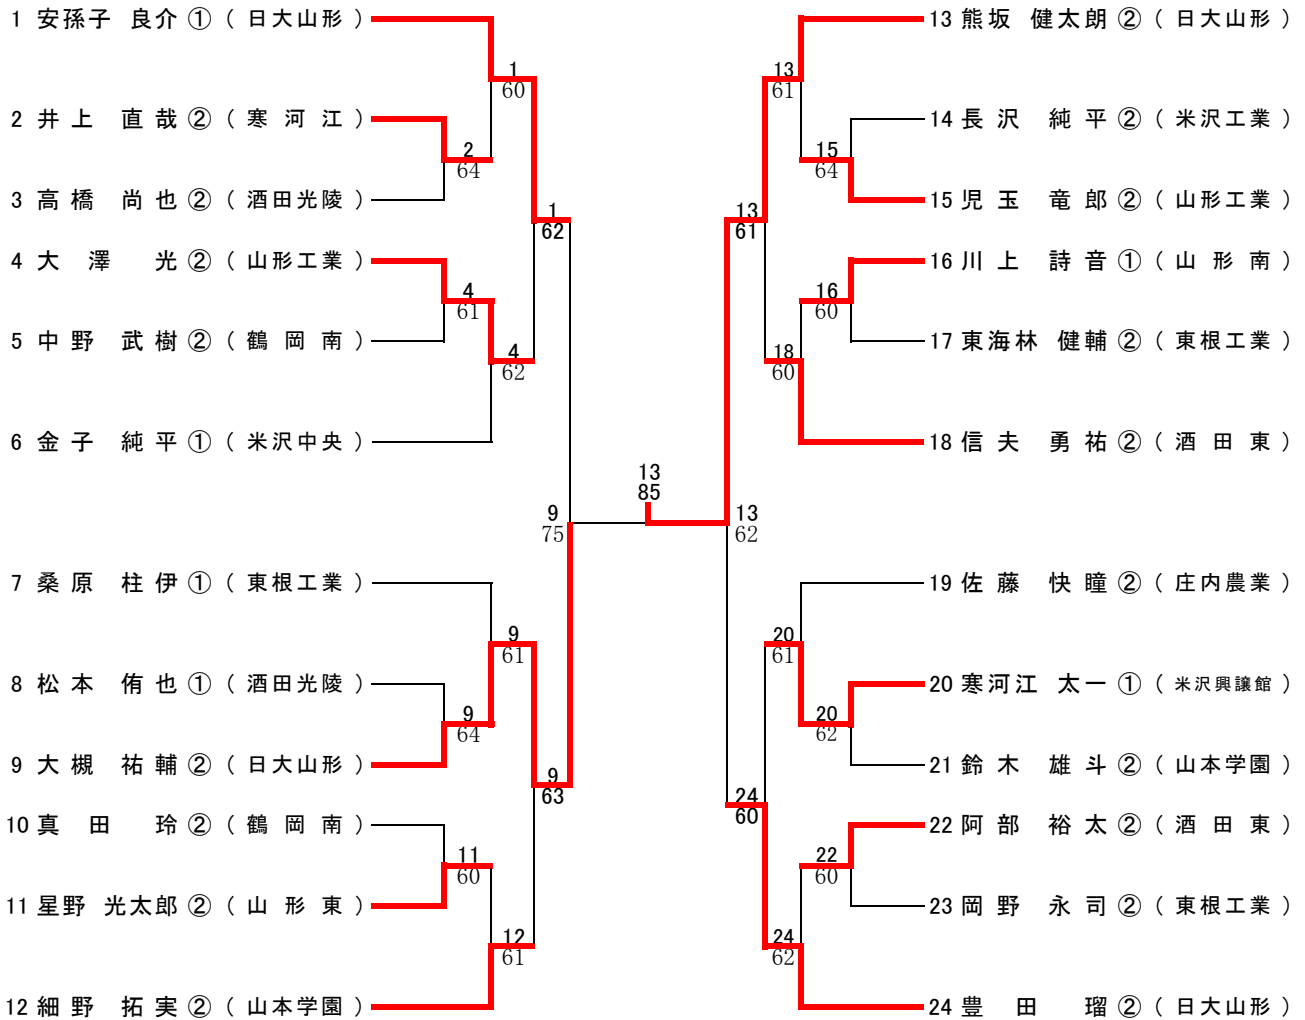 1 安孫子 良介 ① ( 日大山形 )
1
60
2 井上 直哉 ② ( 寒河江 )
2
64
3 高橋 尚也 ② ( 酒田光陵 )
1
62
4 大澤 光 ② ( 山形工業 )
4
61
5 中野 武樹 ② ( 鶴岡南 )
4
62
6 金子 純平 ① ( 米沢中央 )
9
75
7 桑原 柱伊 ① ( 東根工業 )
9
61
8 松本 侑也 ① ( 酒田光陵 )
9
64
9 大槻 祐輔 ② ( 日大山形 )
9
63
10 真田 玲 ② ( 鶴岡南 )
11
60
11 星野 光太郎 ② ( 山形東 )
12
61
12 細野 拓実 ② ( 山本学園 )
13
85
13 熊坂 健太朗 ② ( 日大山形 )
13
61
14 長沢 純平 ② ( 米沢工業 )
15
64
15 児玉 竜郎 ② ( 山形工業 )
13
61
16 川上 詩音 ① ( 山形南 )
16
60
17 東海林 健輔 ② ( 東根工業 )
18
60
18 信夫 勇祐 ② ( 酒田東 )
13
62
19 佐藤 快瞳 ② ( 庄内農業 )
20
61
20 寒河江 太一 ① ( 米沢興譲館 )
20
62
21 鈴木 雄斗 ② ( 山本学園 )
24
60
22 阿部 裕太 ② ( 酒田東 )
22
60
23 岡野 永司 ② ( 東根工業 )
24
62
24 豊田 瑠 ② ( 日大山形 )